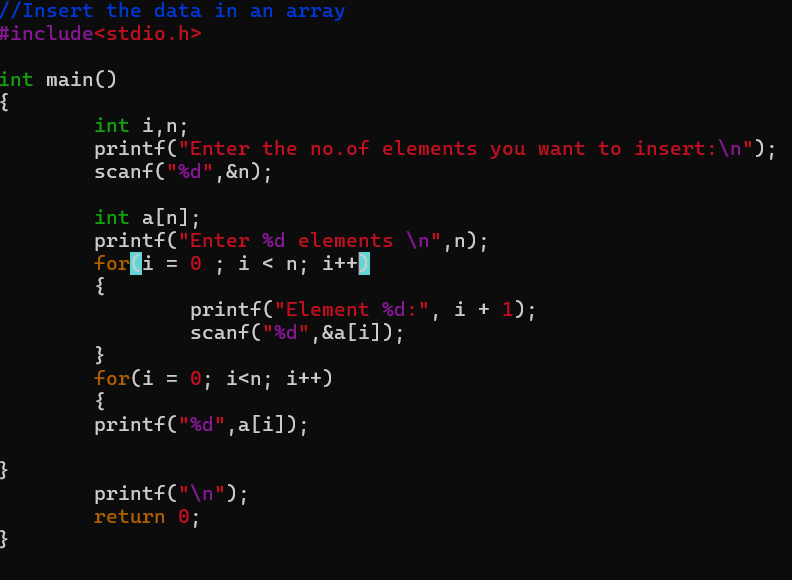 //Insert the data in an array
#include<stdio.h>

int main()
{
        int i,n;
        printf("Enter the no.of elements you want to insert:\n");
        scanf("%d",&n);

        int a[n];
        printf("Enter %d elements \n",n);
        for(i = 0 ; i < n; i++)
        {
                printf("Element %d:", i + 1);
                scanf("%d",&a[i]);
        }
        for(i = 0; i<n; i++)
        {
        printf("%d",a[i]);

}
        printf("\n");
        return 0;
}